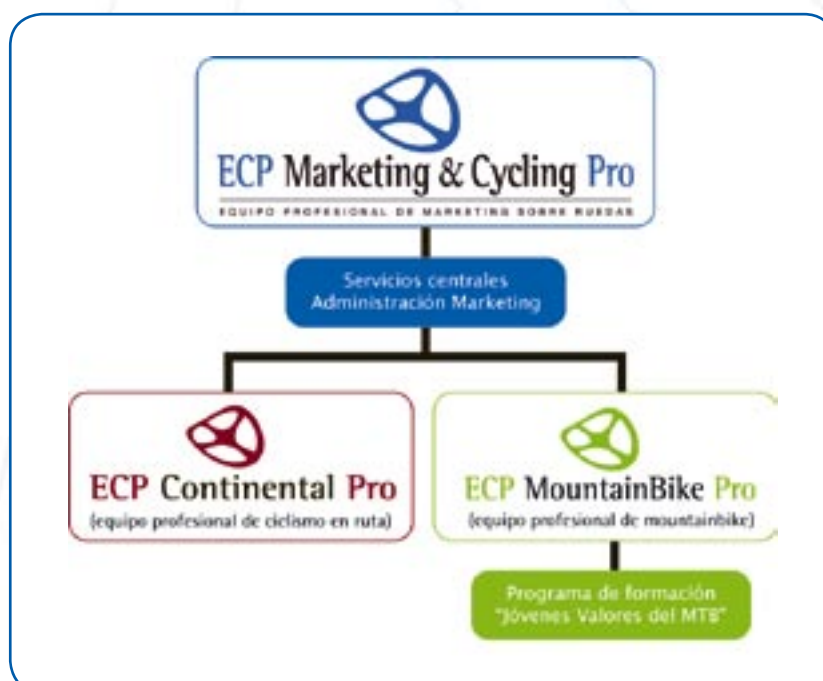 ECP Marketing & Cycling Pro
EQUIPO PROFESIONAL DE MARKETING SOBRE RUEDAS
Servicios centrales
Administración Marketing
ECP Continental Pro
(equipo profesional de ciclismo en ruta)
ECP MountainBike Pro
(equipo profesional de mountainbike)
Programa de formación
"Jóvenes Valores del MTB"